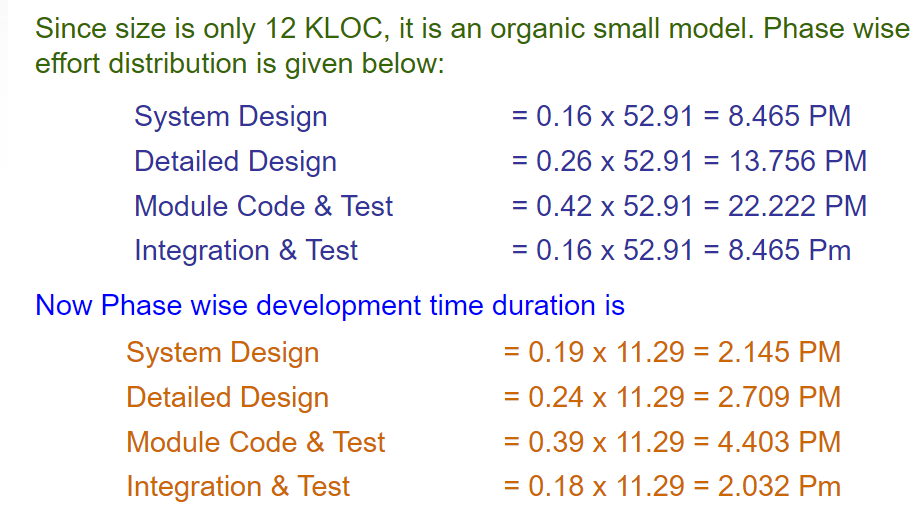 Since size is only 12 KLOC, it is an organic small model. Phase wise
effort distribution is given below:
System Design = 0.16 x 52.91 = 8.465 PM
Detailed Design = 0.26 x 52.91 = 13.756 PM
Module Code & Test = 0.42 x 52.91 = 22.222 PM
Integration & Test = 0.16 x 52.91 = 8.465 Pm
Now Phase wise development time duration is
System Design = 0.19 x 11.29 = 2.145 PM
Detailed Design = 0.24 x 11.29 = 2.709 PM
Module Code & Test = 0.39 x 11.29 = 4.403 PM
Integration & Test = 0.18 x 11.29 = 2.032 Pm